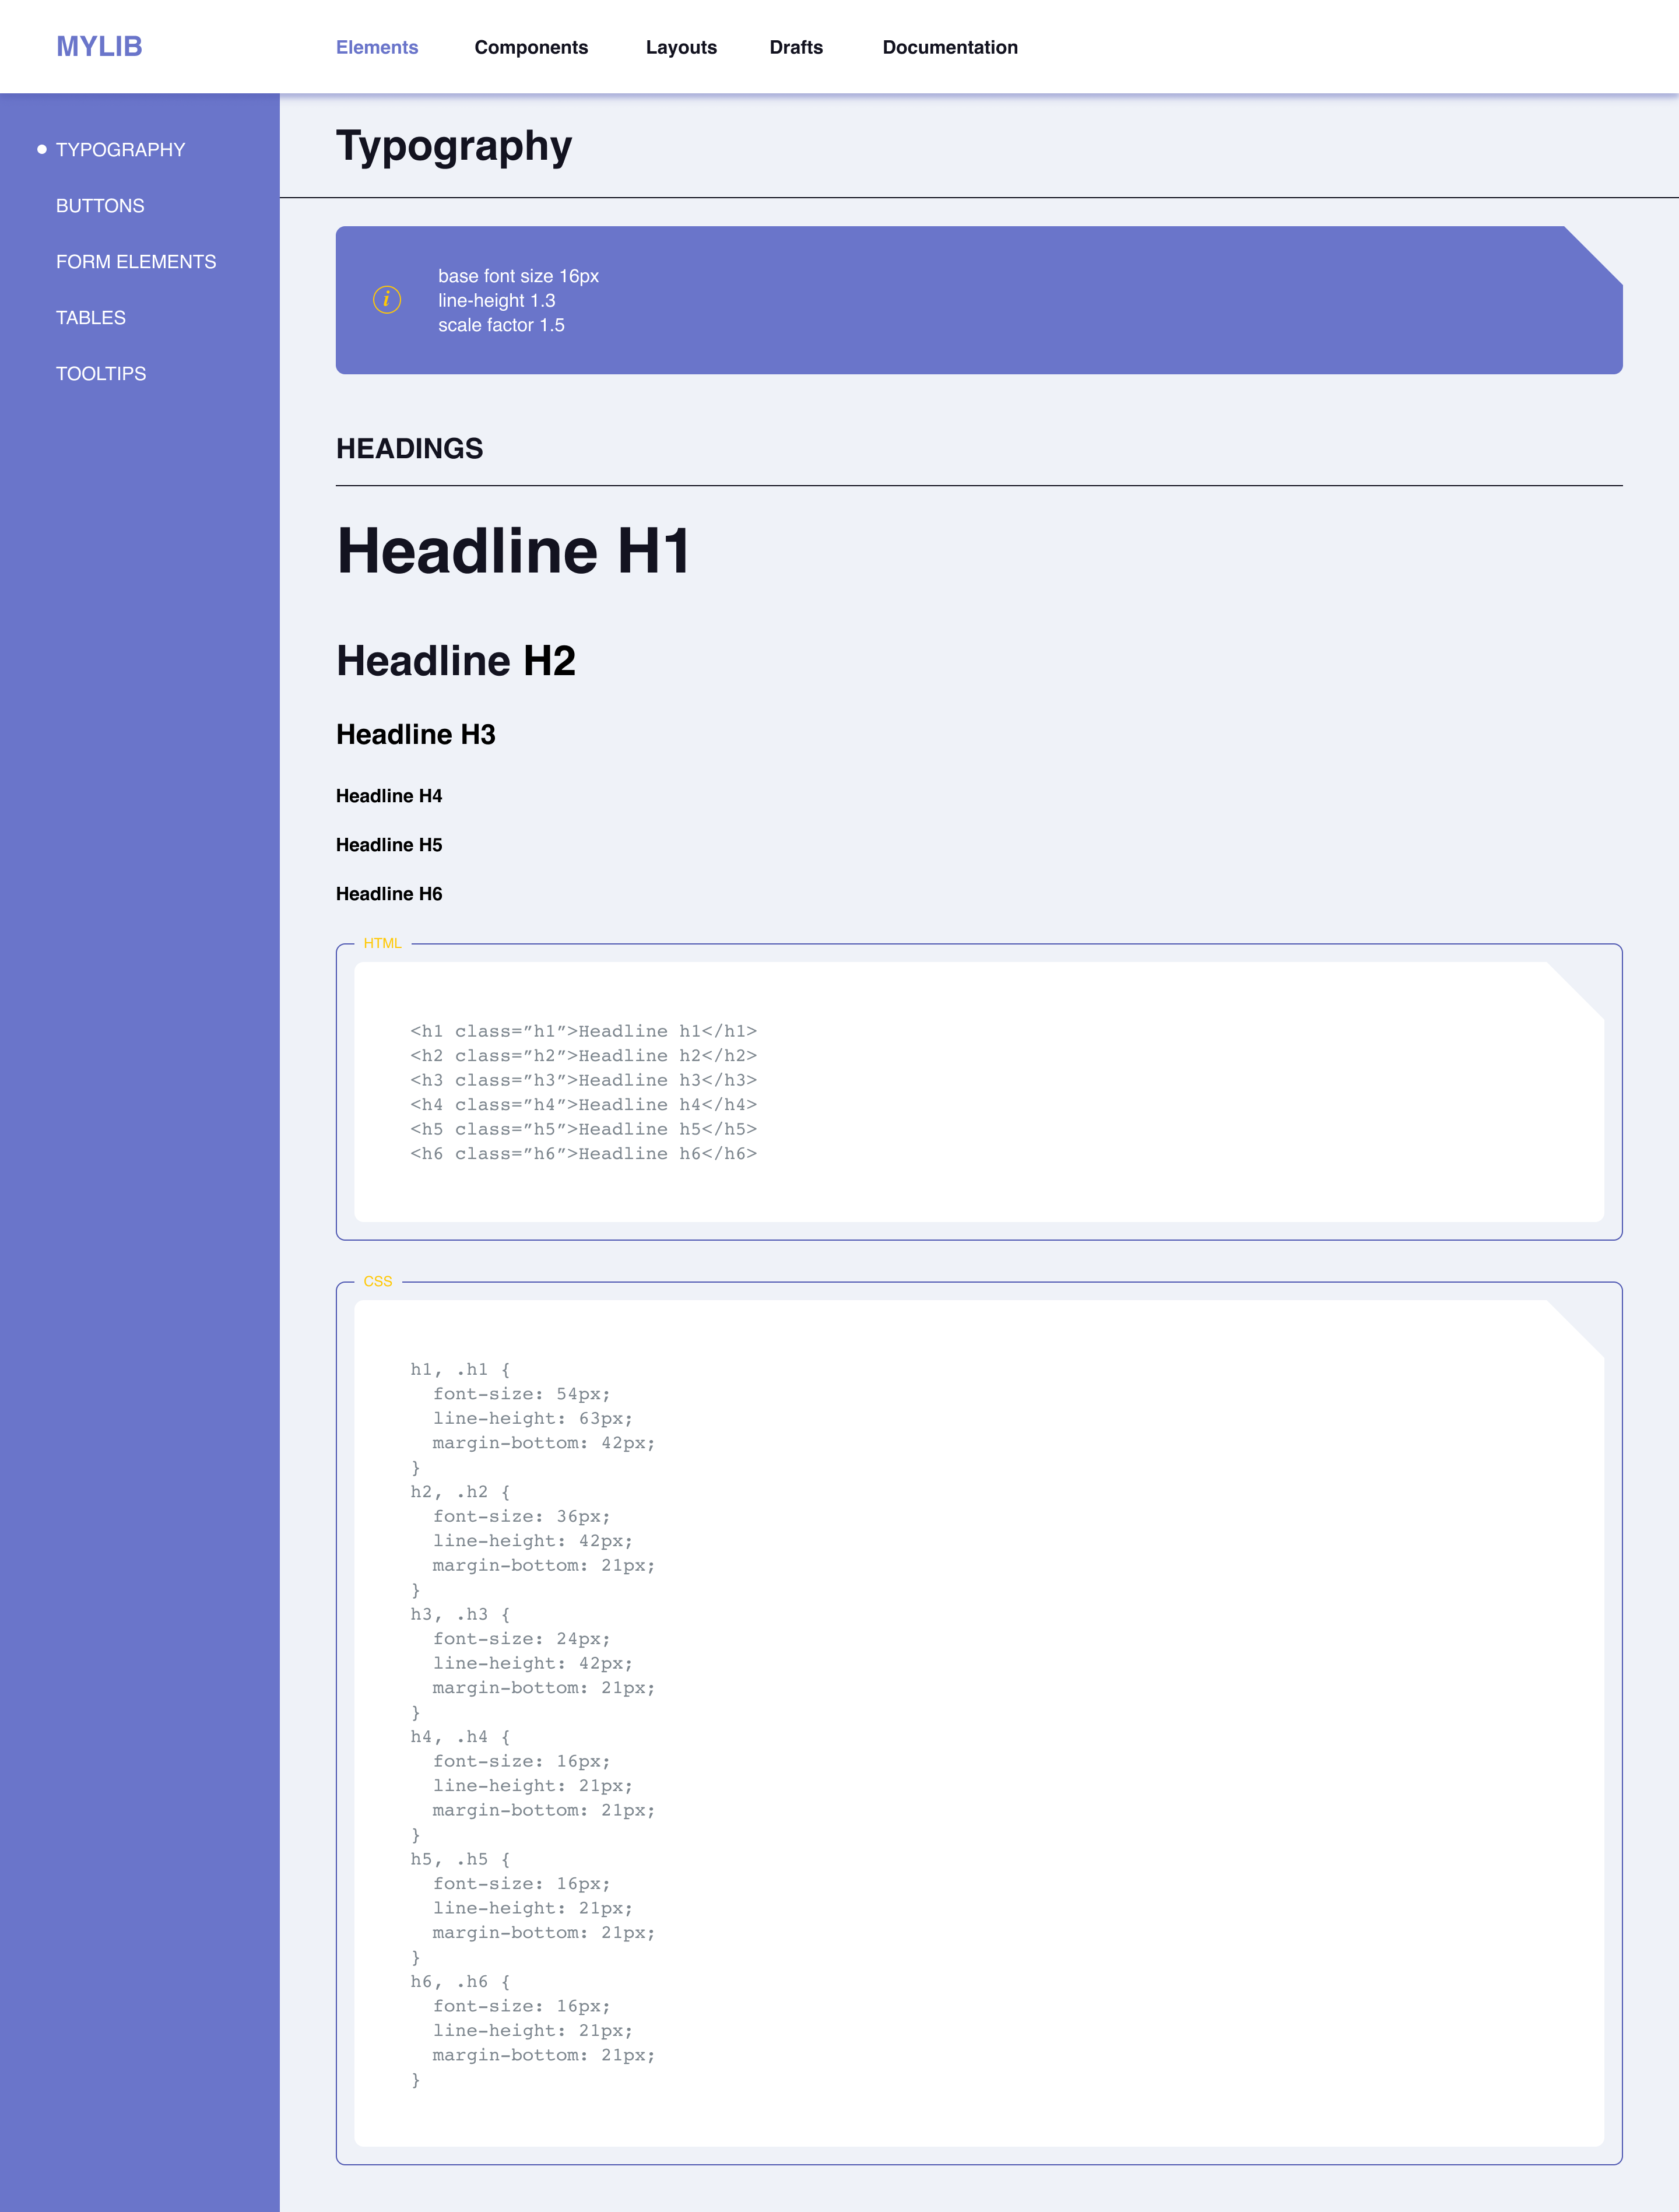 MYLIB
Elements Components Layouts Drafts Documentation
TYPOGRAPHY
BUTTONS
FORM ELEMENTS
TABLES
TOOLTIPS
Typography
i
base font size 16px
line-height 1.3
scale factor 1.5
HEADINGS
Headline H1
Headline H2
Headline H3
Headline H4
Headline H5
Headline H6
HTML
<h1 class=”h1”>Headline h1</h1>
<h2 class=”h2”>Headline h2</h2>
<h3 class=”h3”>Headline h3</h3>
<h4 class=”h4”>Headline h4</h4>
<h5 class=”h5”>Headline h5</h5>
<h6 class=”h6”>Headline h6</h6>
CSS
h1, .h1 {
  font-size: 54px;
  line-height: 63px;
  margin-bottom: 42px;
}
h2, .h2 {
  font-size: 36px;
  line-height: 42px;
  margin-bottom: 21px;
}
h3, .h3 {
  font-size: 24px;
  line-height: 42px;
  margin-bottom: 21px;
}
h4, .h4 {
  font-size: 16px;
  line-height: 21px;
  margin-bottom: 21px;
}
h5, .h5 {
  font-size: 16px;
  line-height: 21px;
  margin-bottom: 21px;
}
h6, .h6 {
  font-size: 16px;
  line-height: 21px;
  margin-bottom: 21px;
}